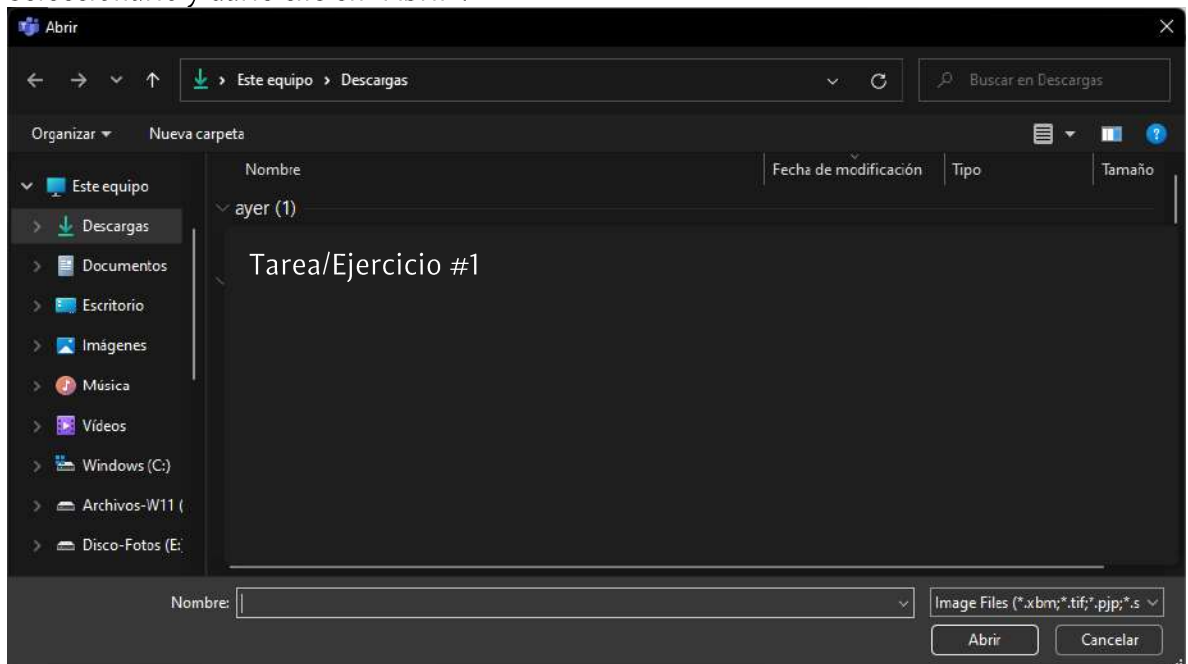 Abrir
Este equipo > Descargas
Buscar en Descargas
Organizar
Nueva carpeta
Nombre
Fecha de modificación
Tipo
Tamaño
Este equipo
ayer (1)
Descargas
Documentos
Tarea/Ejercicio #1
Escritorio
Imágenes
Música
Vídeos
Windows (C:)
Archivos-W11 (
Disco-Fotos (E:
Nombre:
Image Files (*.xbm;*.tif;*.pjp;*.s
Abrir
Cancelar